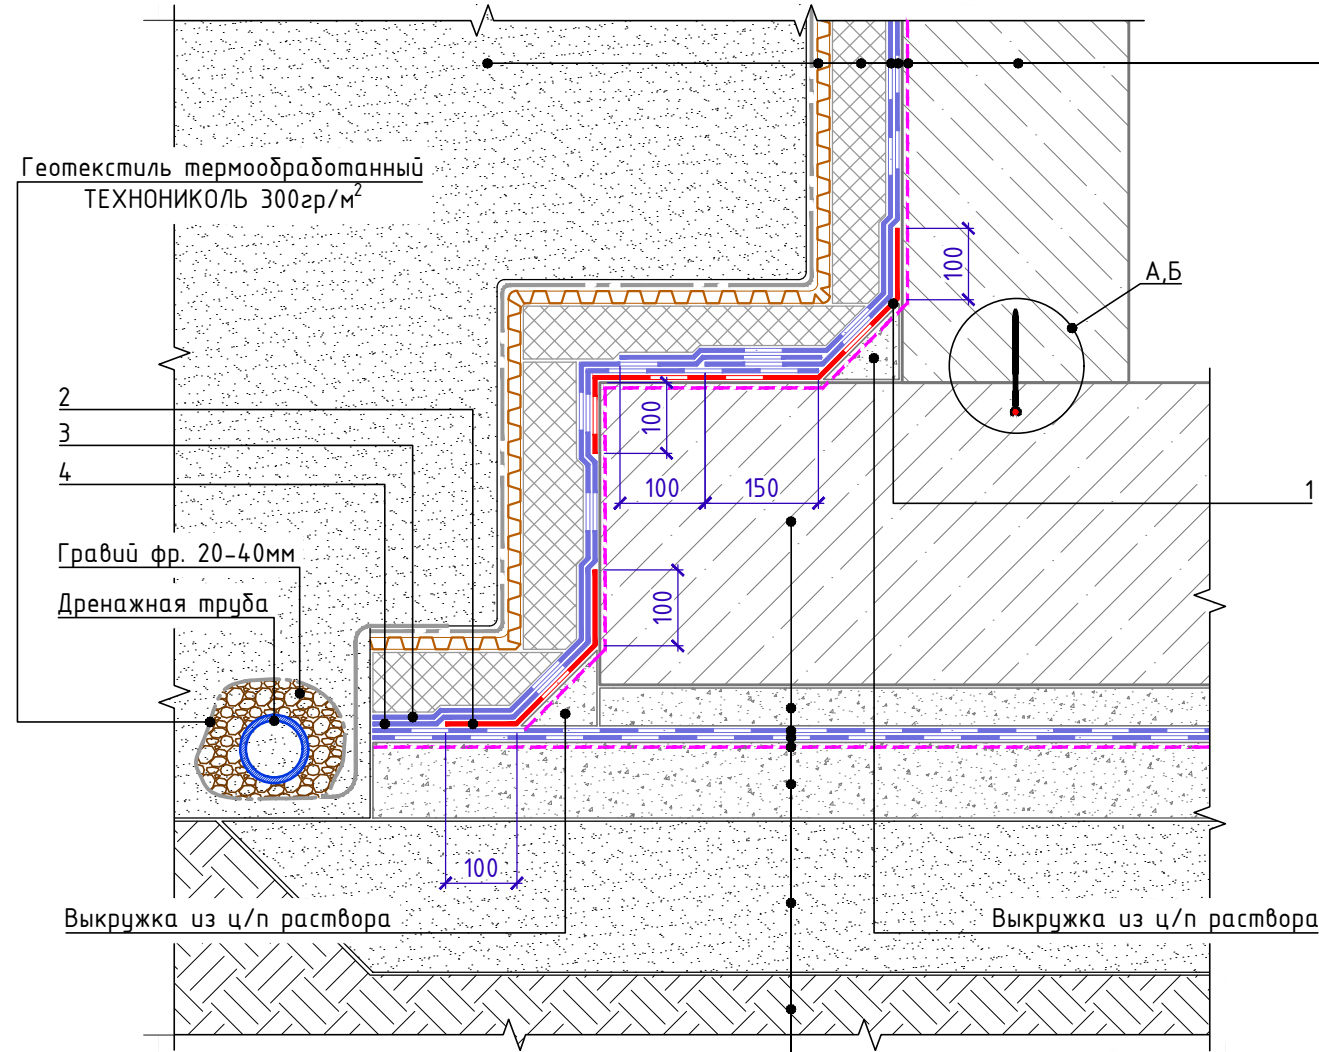 Геотекстиль термообработанный
ТЕХНОНИКОЛЬ 300гр/м²
100
А,Б
2
3
4
100
100
150
1
Гравий фр. 20-40мм
Дренажная труба
100
100
Выкружка из ц/п раствора
Выкружка из ц/п раствора